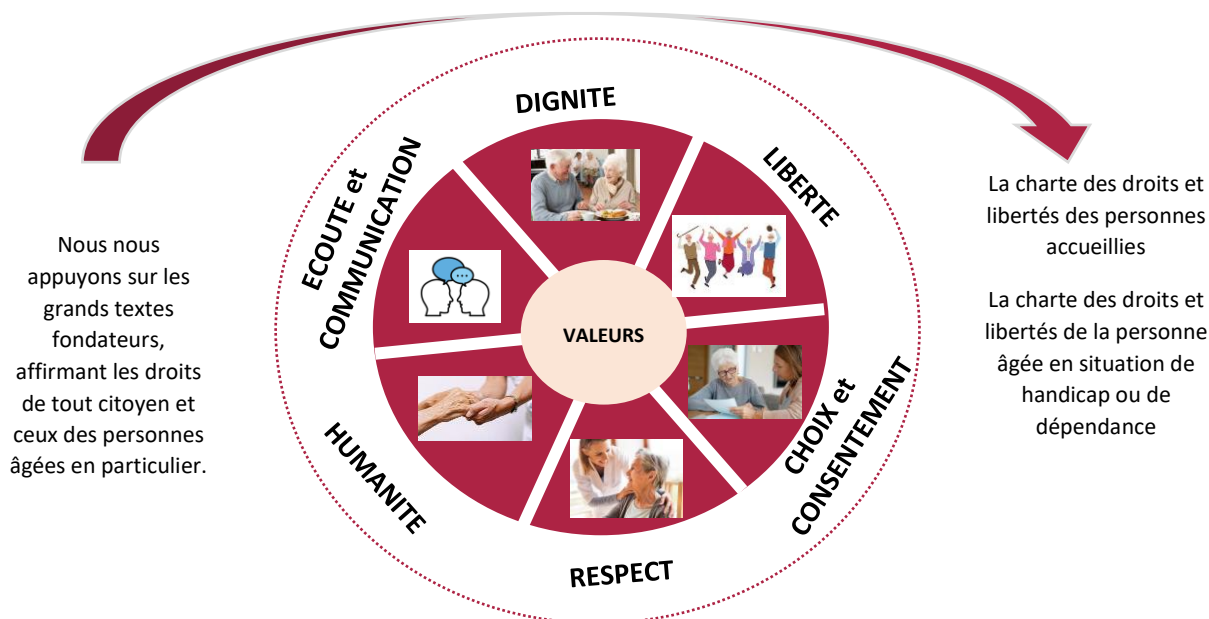 Nous nous
appuyons sur les
grands textes
fondateurs,
affirmant les droits
de tout citoyen et
ceux des personnes
âgées en particulier.
DIGNITE
LIBERTE
CHOIX et
CONSENTEMENT
RESPECT
HUMANITE
ECOUTE et
COMMUNICATION
VALEURS
La charte des droits et
libertés des personnes
accueillies
La charte des droits et
libertés de la personne
âgée en situation de
handicap ou de
dépendance